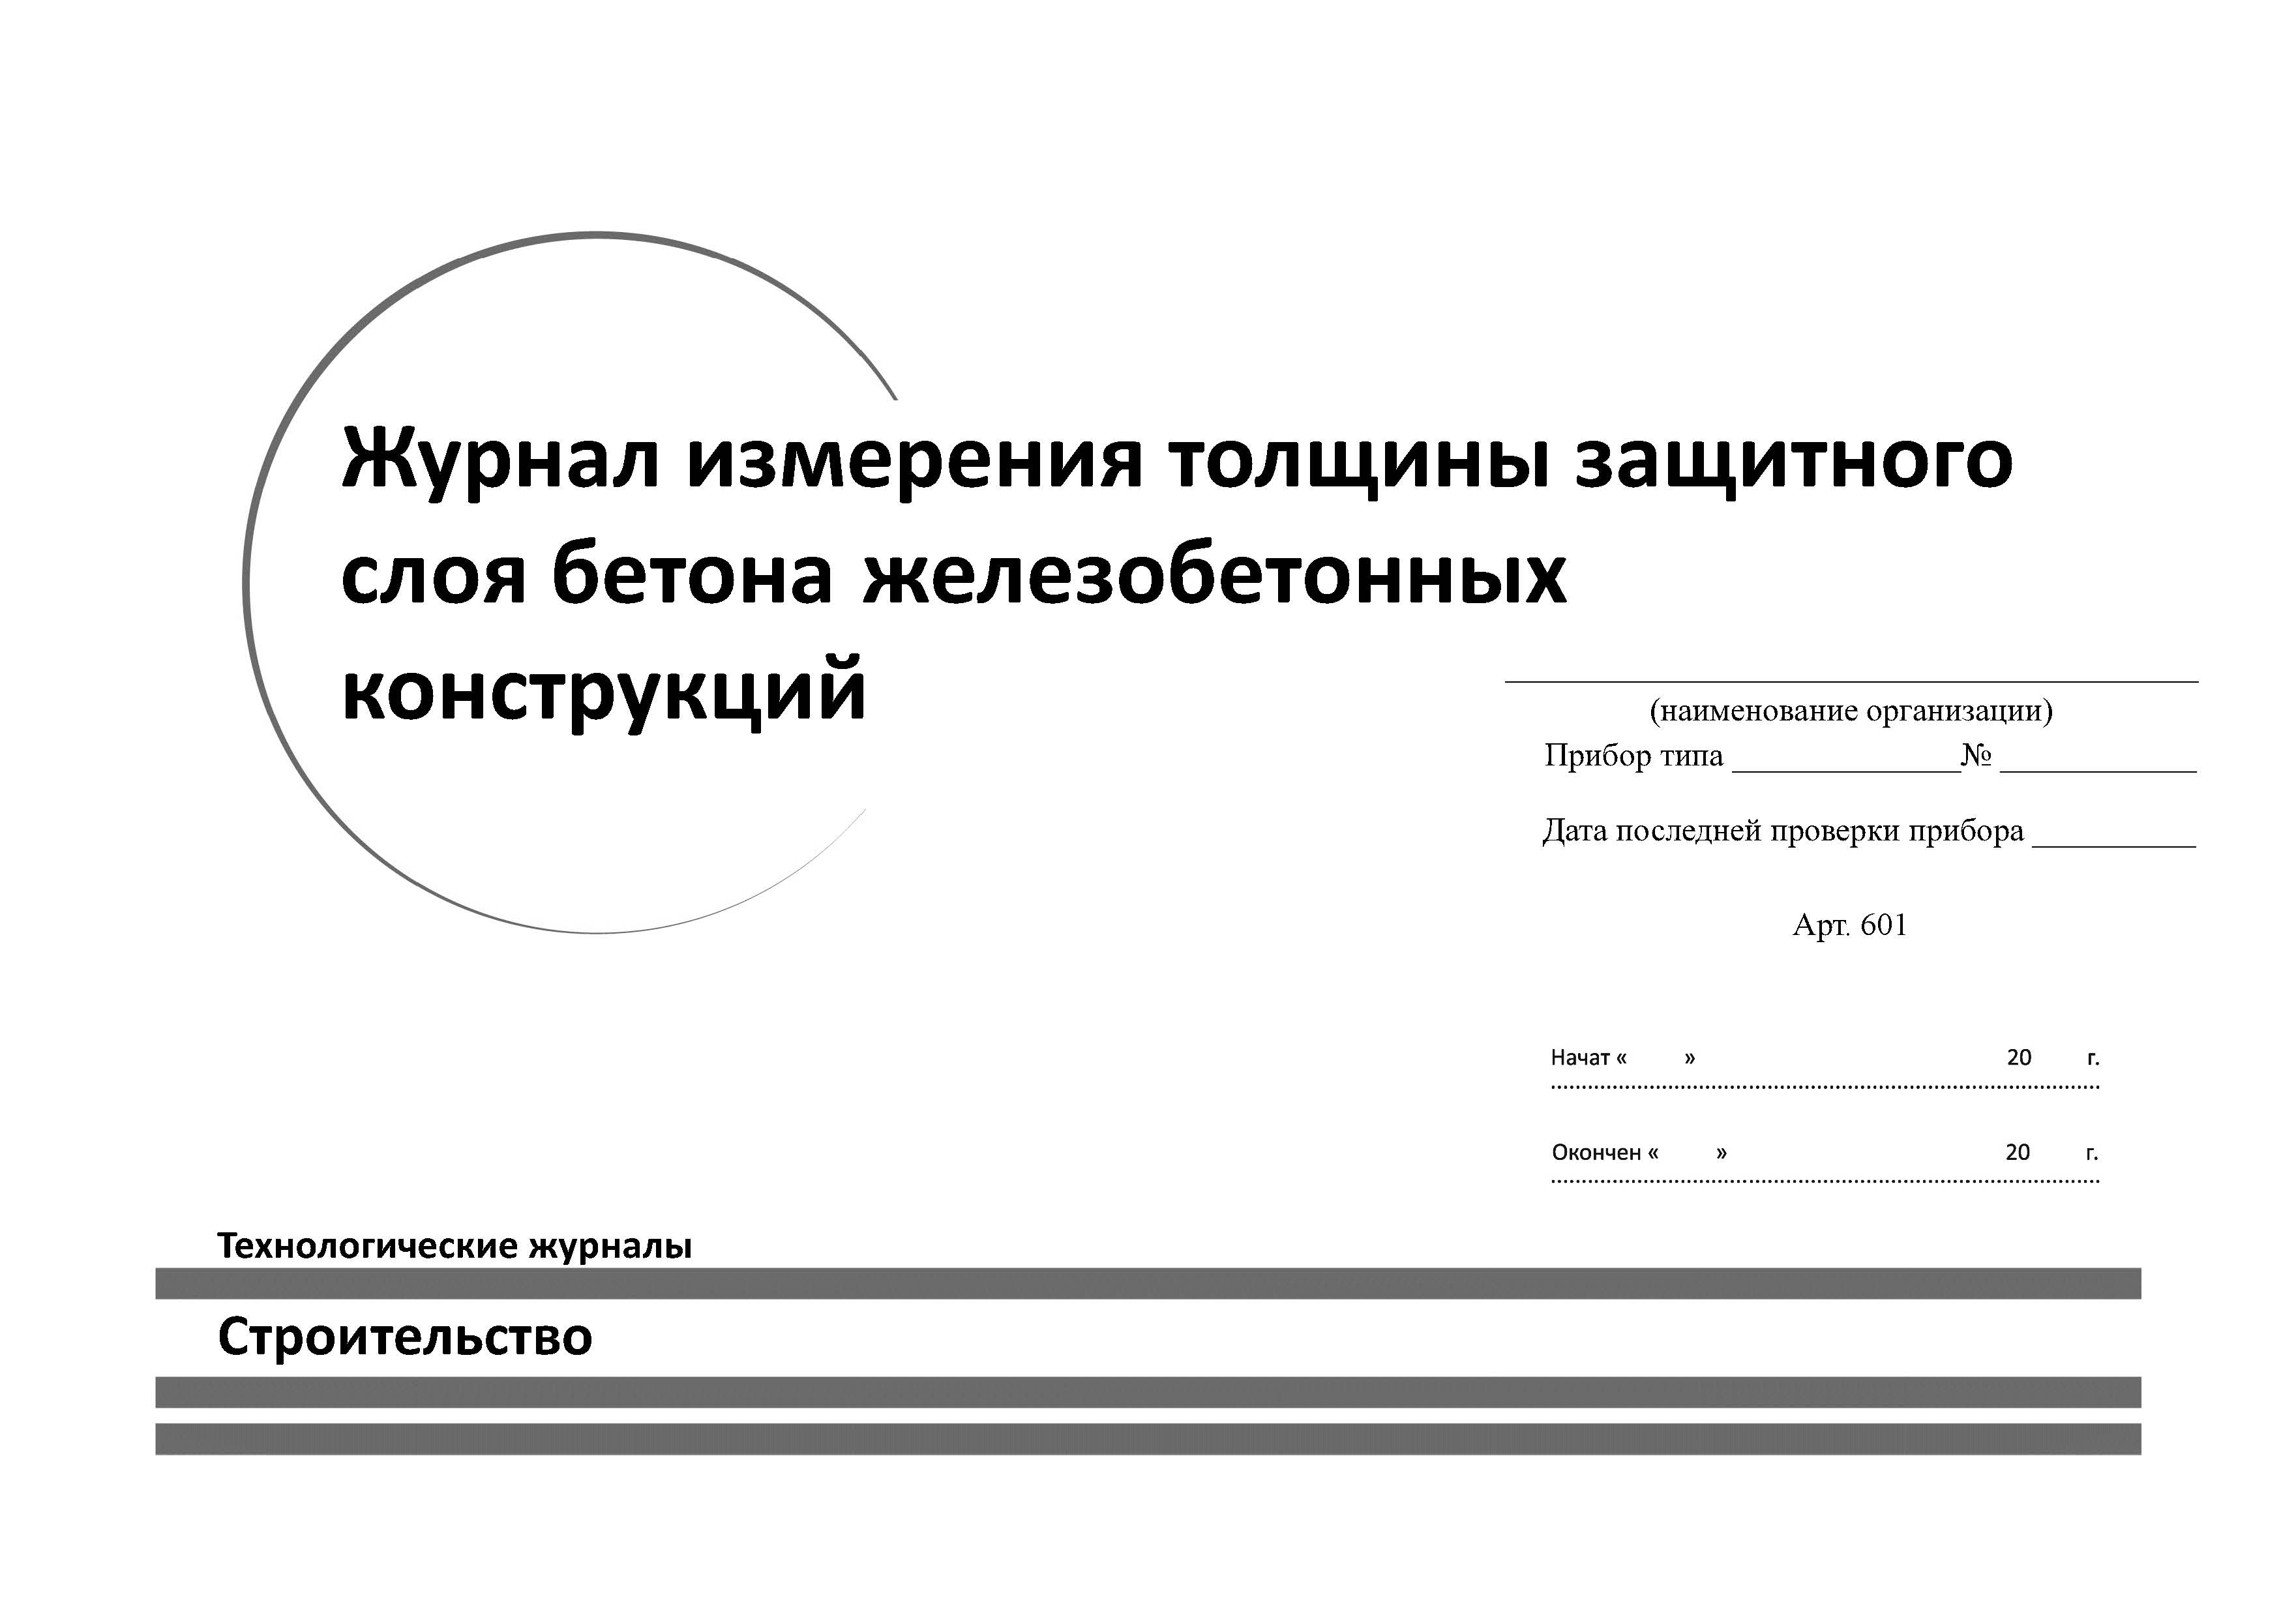 Журнал измерения толщины защитного
слоя бетона железобетонных
конструкций
(наименование организации)
Прибор типа ______________№ ____________
Дата последней проверки прибора __________
Арт. 601
Начат « » 20 г.
Окончен « » 20 г.
Технологические журналы
Строительство